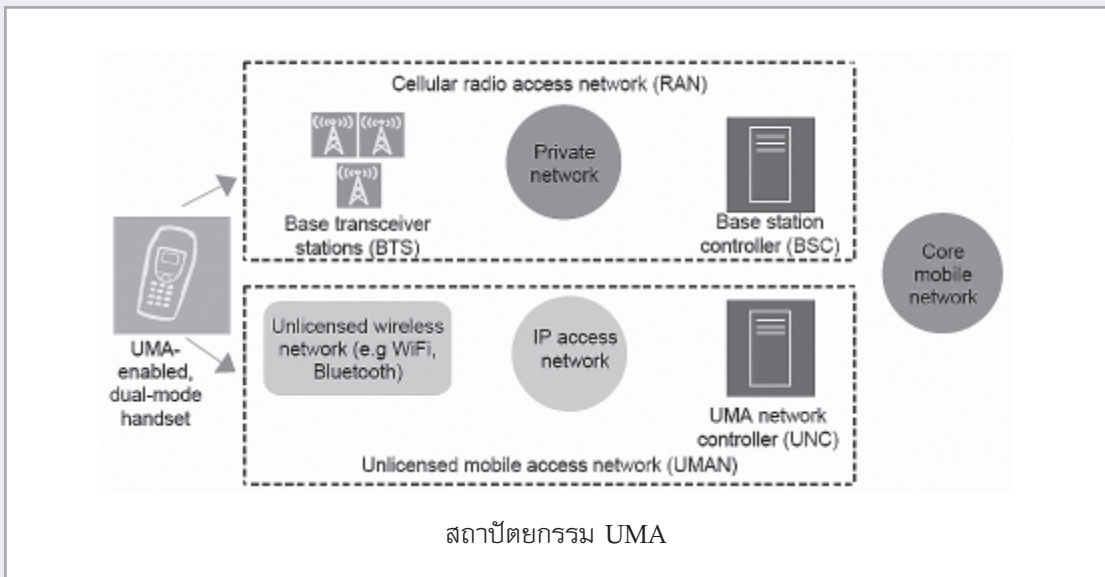 Cellular radio access network (RAN)
Base transceiver
stations (BTS)
Private
network
Base station
controller (BSC)
UMA-
enabled,
dual-mode
handset
Core
mobile
network
Unlicensed wireless
network (e.g WiFi,
Bluetooth)
IP access
network
UMA network
controller (UNC)
Unlicensed mobile access network (UMAN)
สถาปัตยกรรม UMA